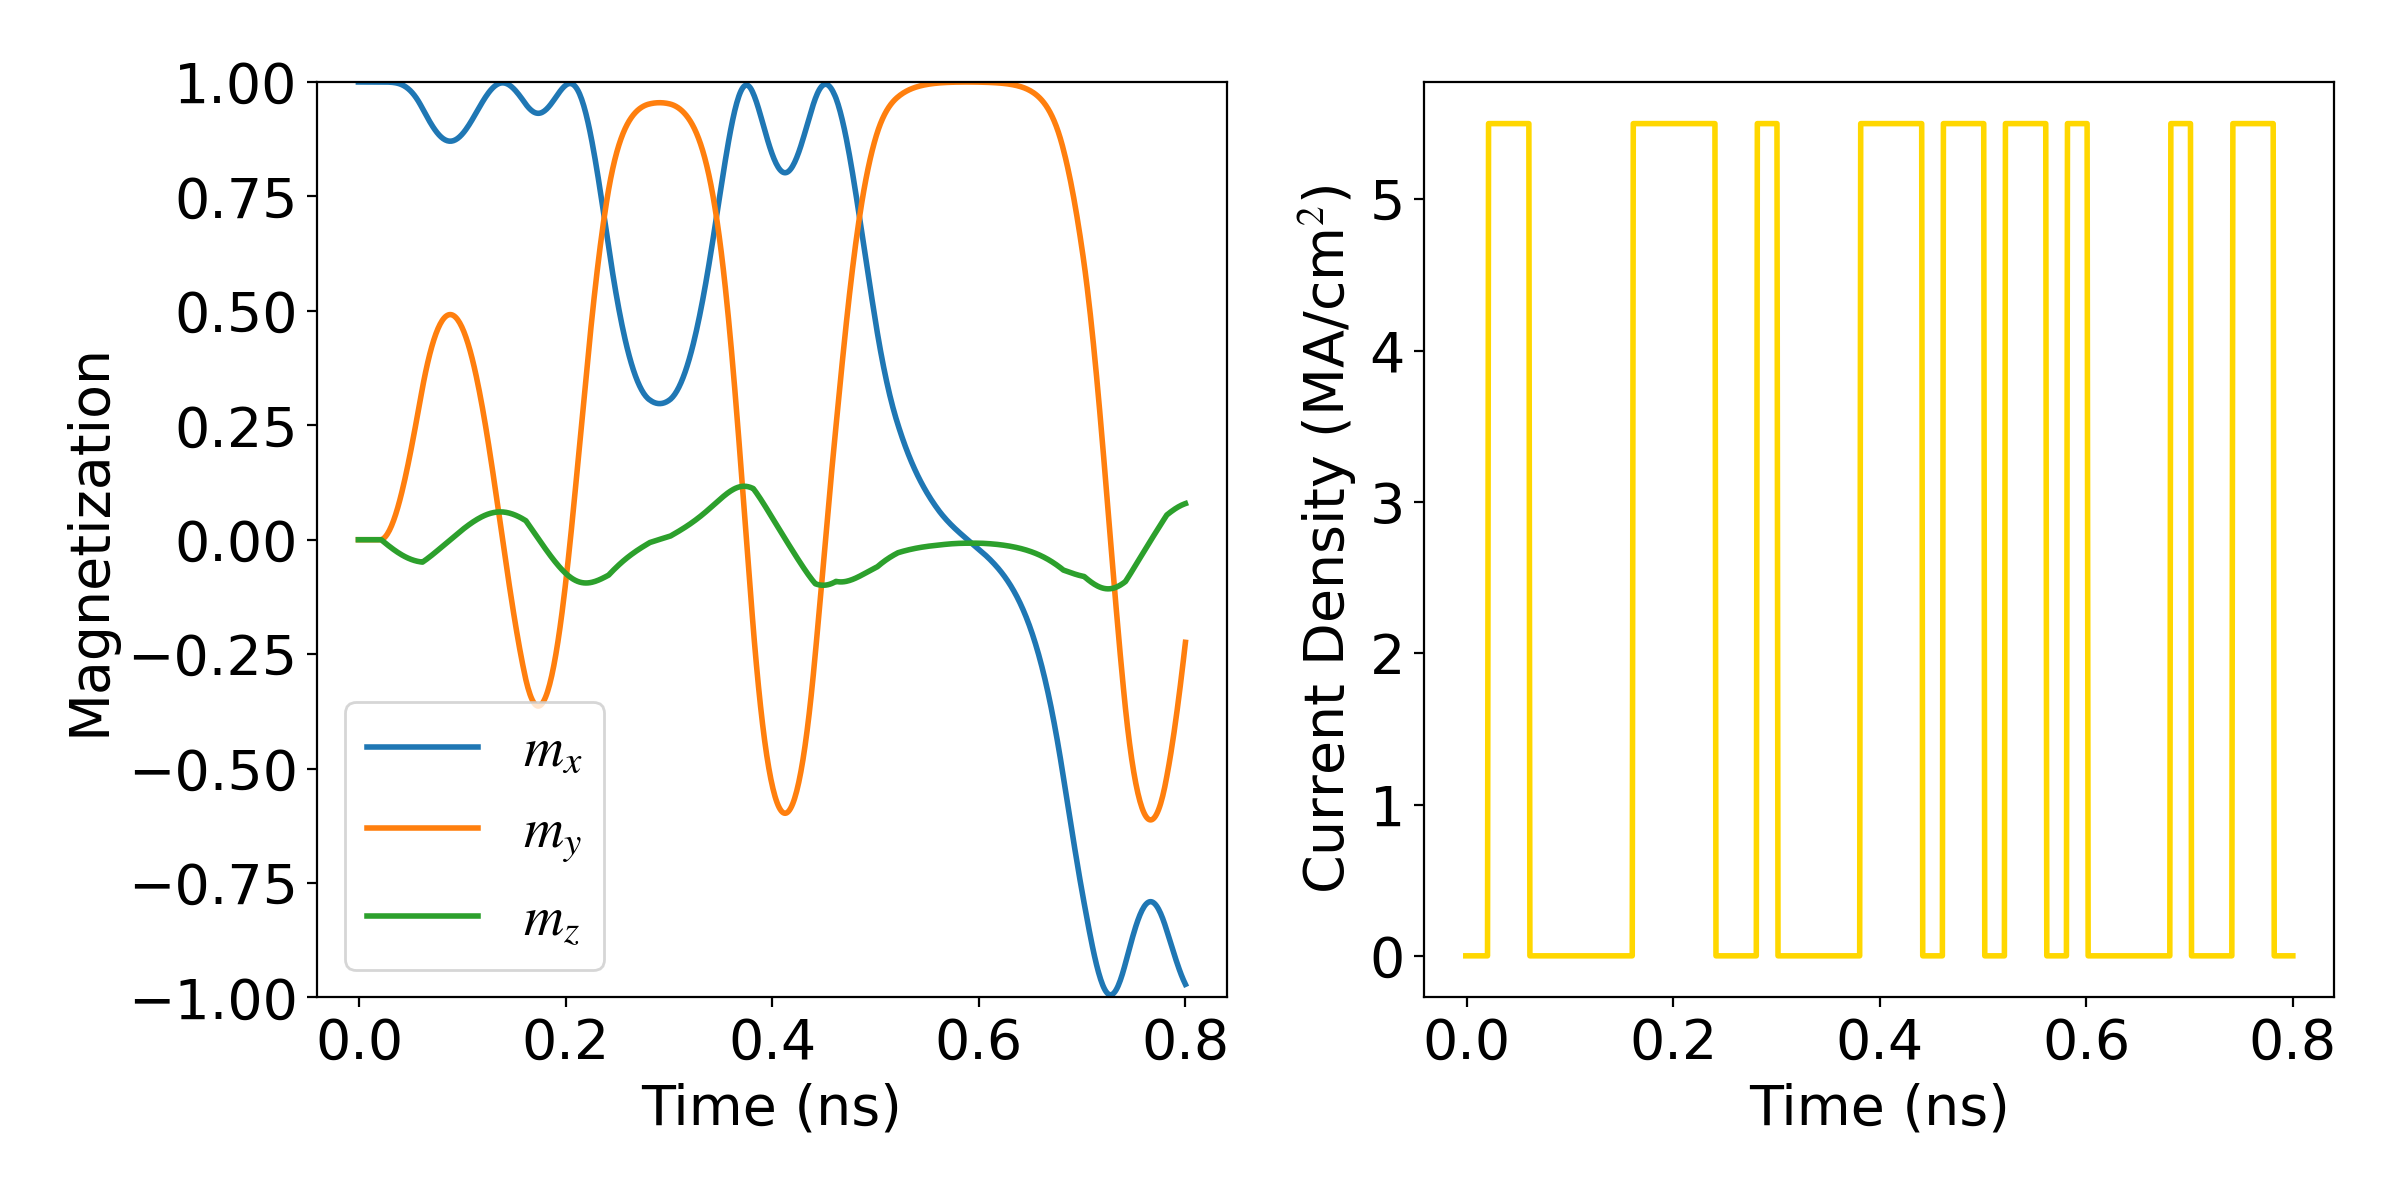 1.00
0.75
0.50
0.25
0.00
−0.25
−0.50
−0.75
−1.00
Magnetization
m_x
m_y
m_z
0.0 0.2 0.4 0.6 0.8
Time (ns)
5
4
3
2
1
0
Current Density (MA/cm²)
0.0 0.2 0.4 0.6 0.8
Time (ns)